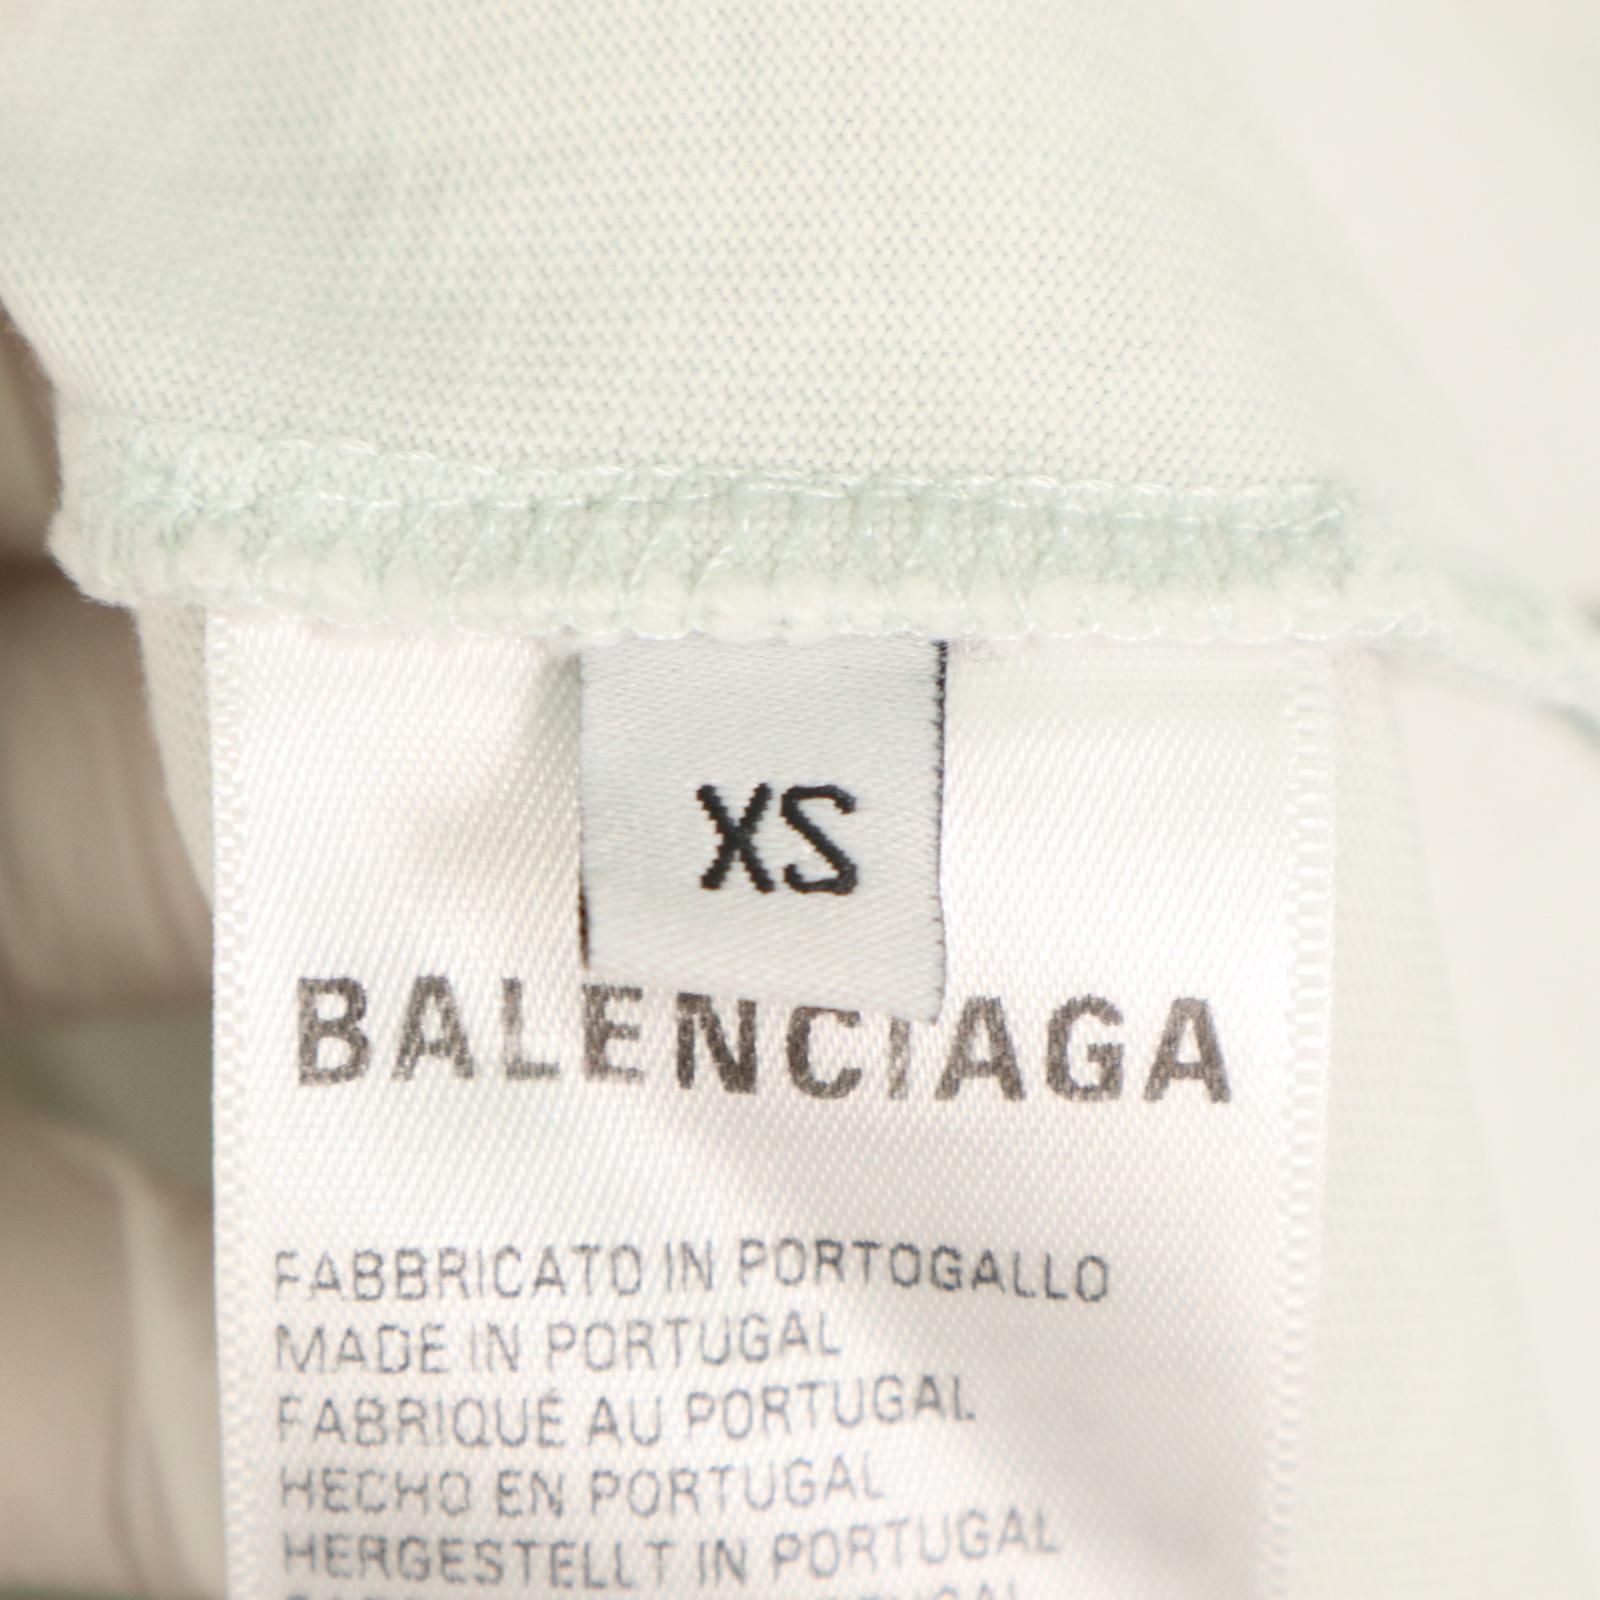 XS
BALENCIAGA
FABBRICATO IN PORTOGALLO
MADE IN PORTUGAL
FABRIQUÉ AU PORTUGAL
HECHO EN PORTUGAL
HERGESTELLT IN PORTUGAL